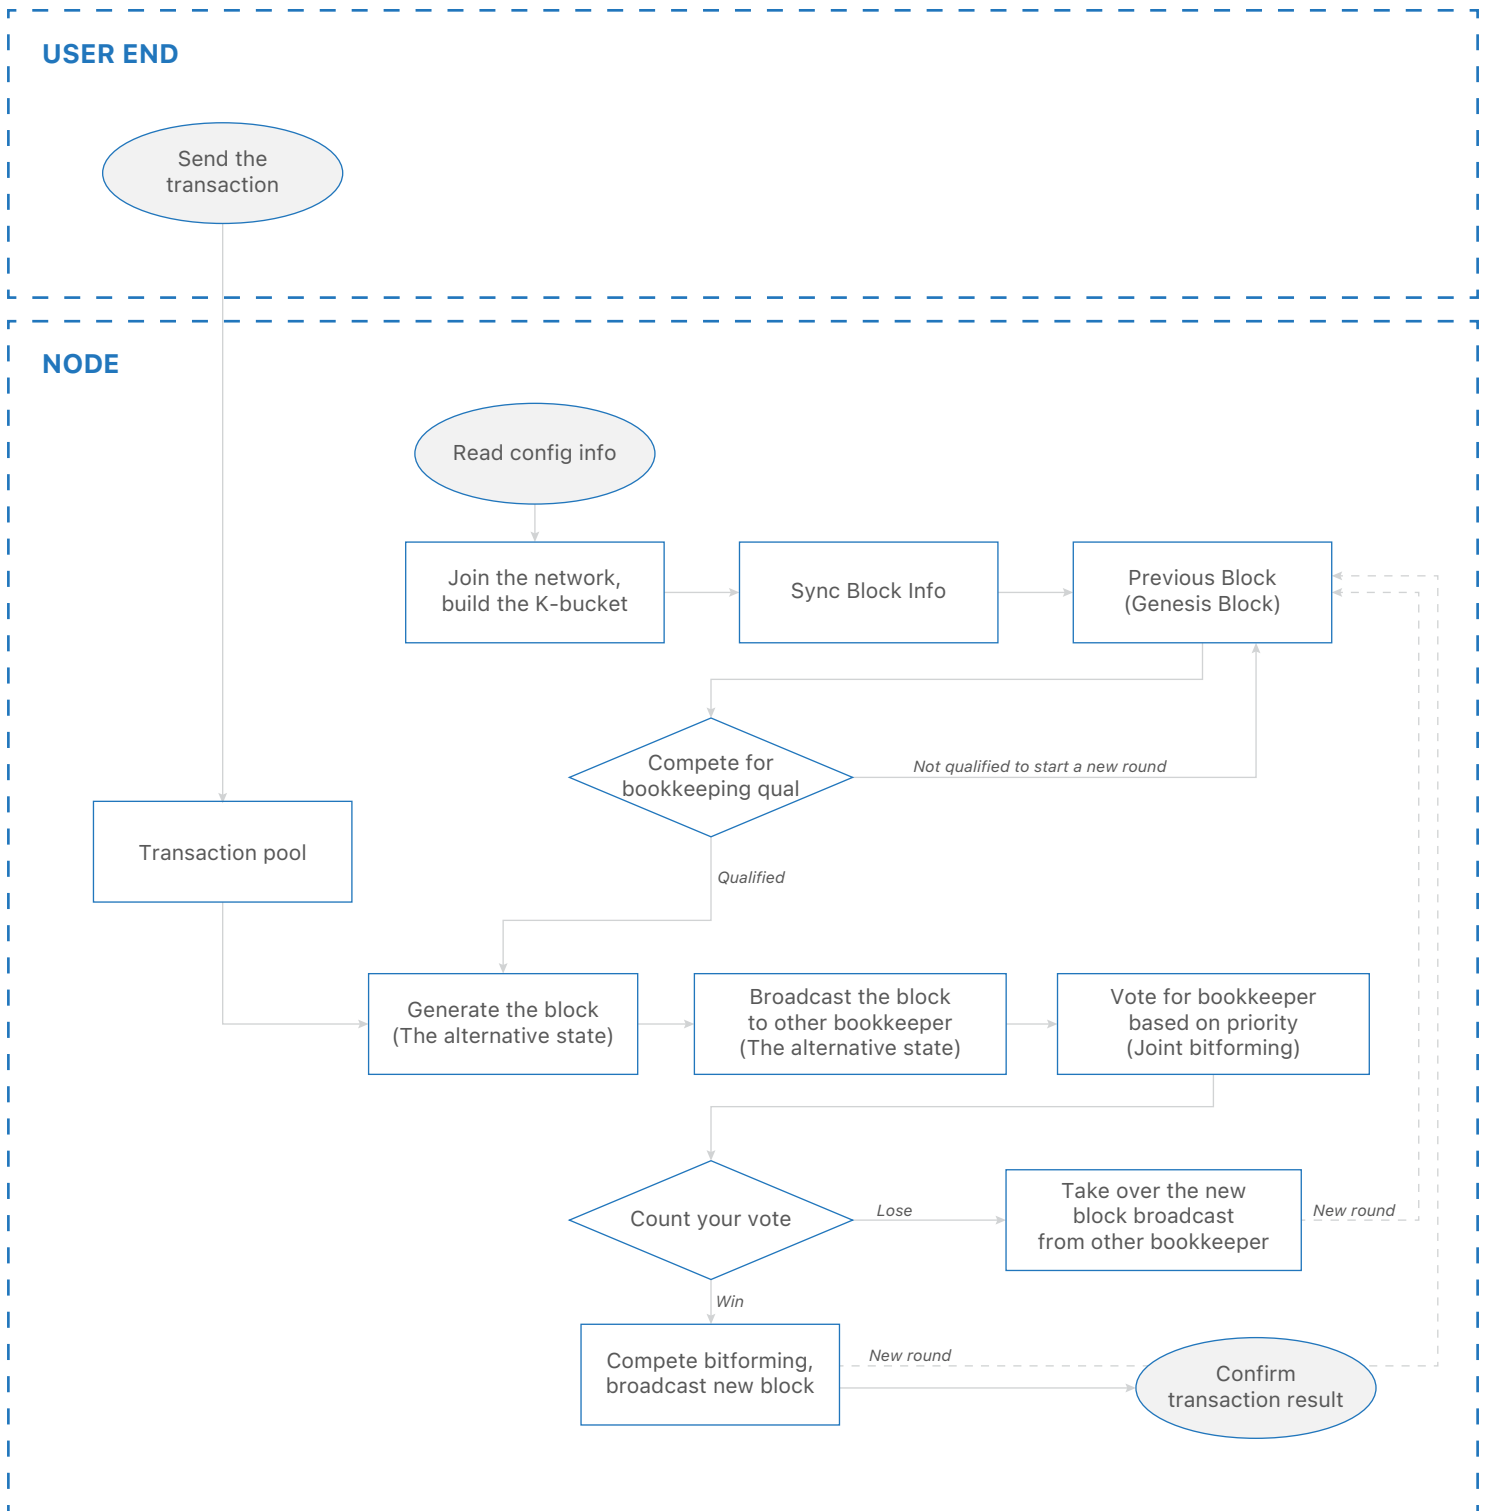 USER END
Send the
transaction
NODE
Read config info
Join the network,
build the K-bucket
Sync Block Info
Previous Block
(Genesis Block)
Compete for
bookkeeping qual
Not qualified to start a new round
Transaction pool
Qualified
Generate the block
(The alternative state)
Broadcast the block
to other bookkeeper
(The alternative state)
Vote for bookkeeper
based on priority
(Joint bitforming)
Count your vote
Lose
Take over the new
block broadcast
from other bookkeeper
New round
Win
Compete bitforming,
broadcast new block
New round
Confirm
transaction result